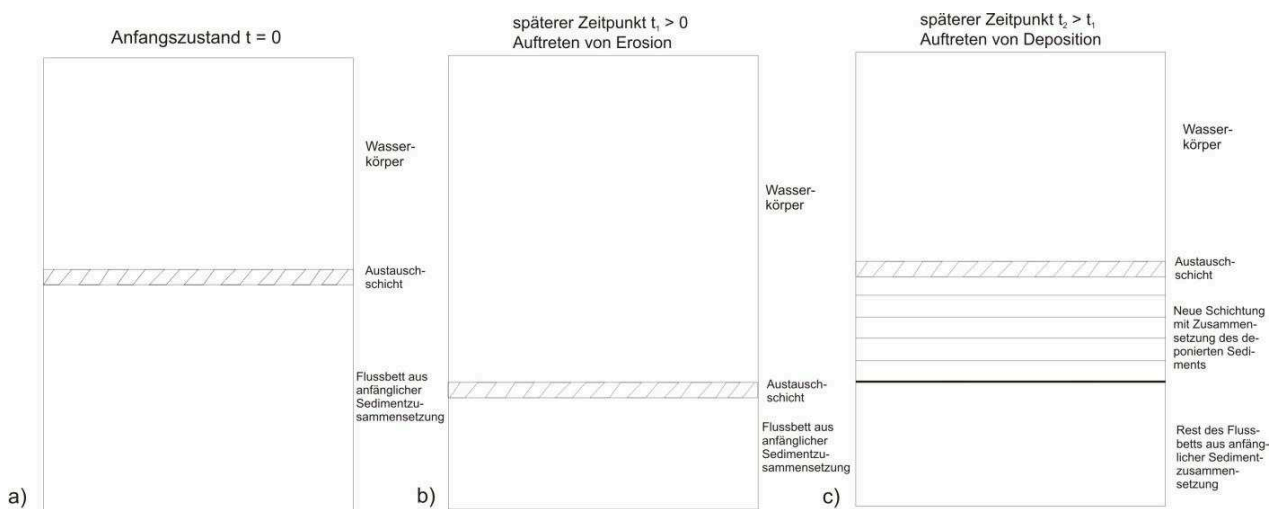 Anfangszustand t = 0
Wasser-
körper
Austausch-
schicht
Flussbett aus
anfänglicher
Sedimentzu-
sammensetzung
a)
späterer Zeitpunkt t₁ > 0
Auftreten von Erosion
Wasser-
körper
Austausch-
schicht
Flussbett aus
anfänglicher
Sedimentzu-
sammensetzung
b)
späterer Zeitpunkt t₂ > t₁
Auftreten von Deposition
Wasser-
körper
Austausch-
schicht
Neue Schichtung
mit Zusammen-
setzung des de-
ponierten Sedi-
ments
Rest des Fluss-
betts aus anfäng-
licher Sediment-
zusammen-
setzung
c)